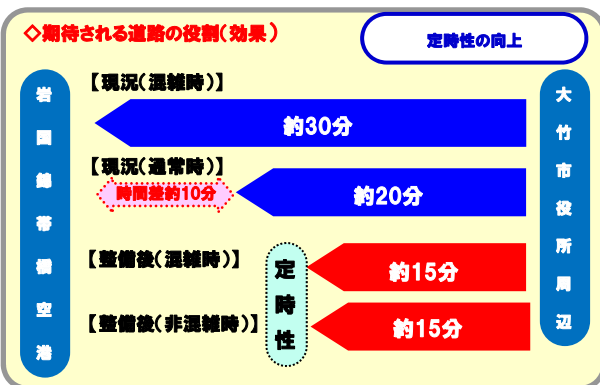 ◇期待される道路の役割(効果)
定時性の向上
岩国錦帯橋空港
大竹市役所周辺
【現況(混雑時)】
約30分
【現況(通常時)】
時間差約10分
約20分
【整備後(混雑時)】
約15分
定時性
【整備後(非混雑時)】
約15分